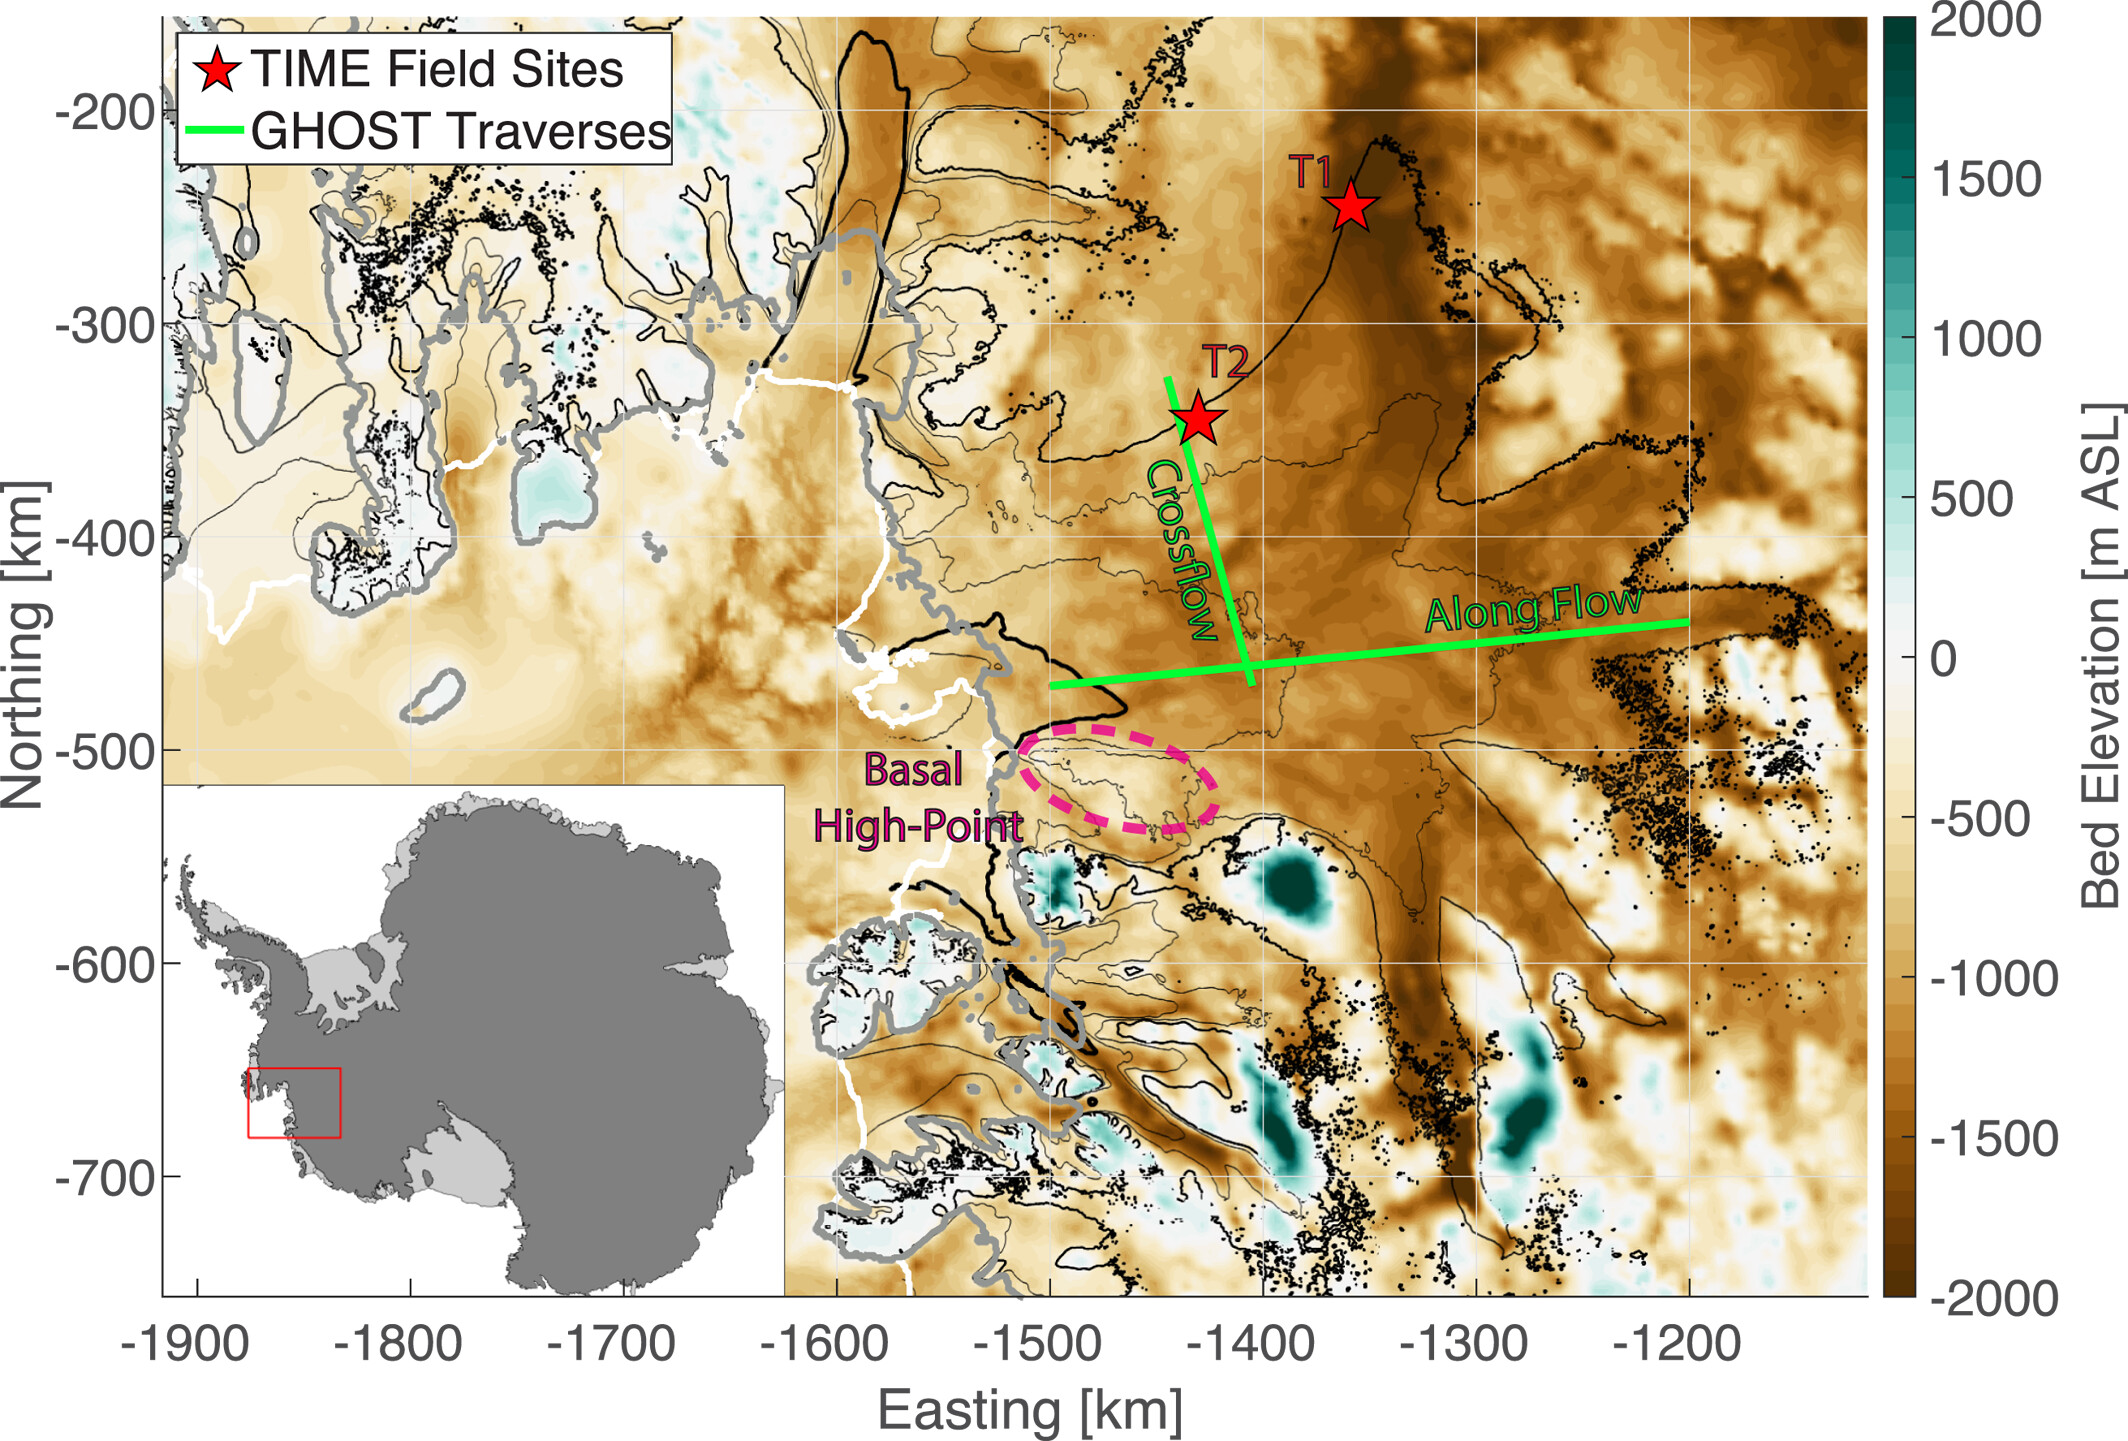 TIME Field Sites
GHOST Traverses
T1
T2
Crossflow
Along Flow
Basal
High-Point
-200
-300
-400
-500
-600
-700
Northing [km]
-1900
-1800
-1700
-1600
-1500
-1400
-1300
-1200
Easting [km]
2000
1500
1000
500
0
-500
-1000
-1500
-2000
Bed Elevation [m ASL]